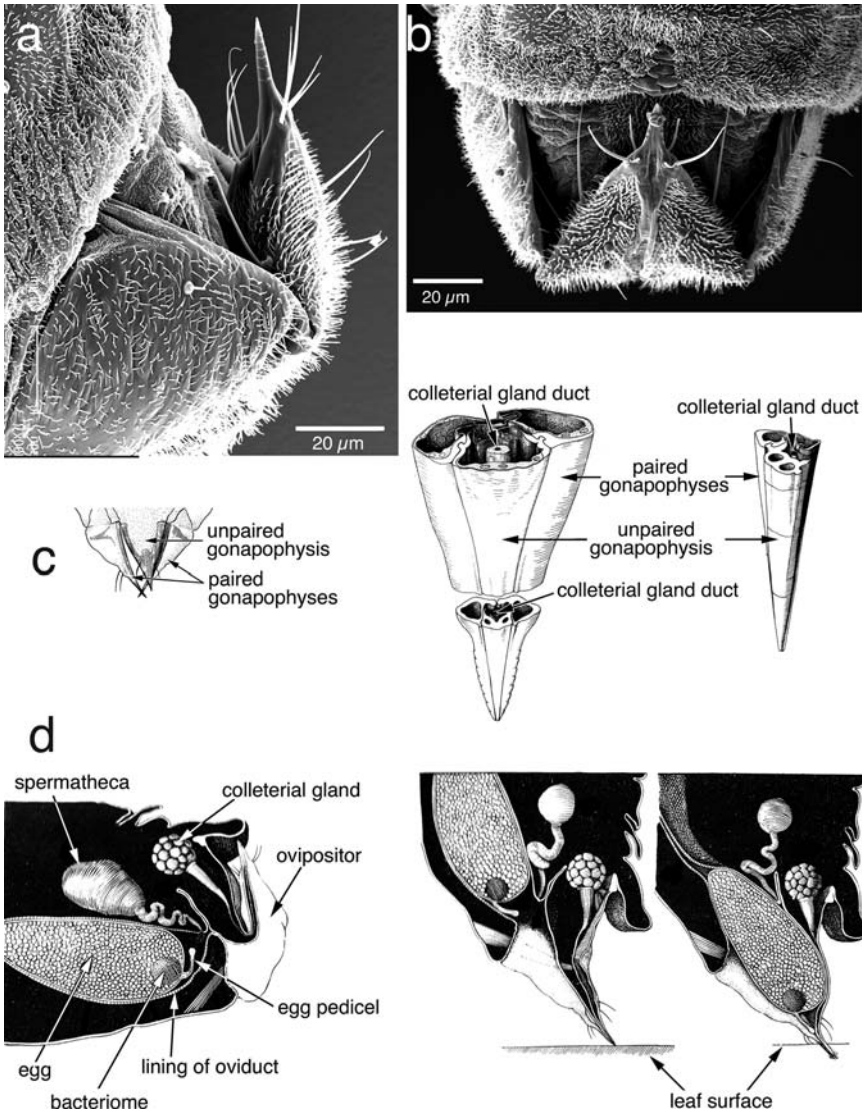 a
b
20 µm
20 µm
colleterial gland duct
colleterial gland duct
paired
gonapophyses
unpaired
gonapophysis
colleterial gland duct
c
unpaired
gonapophysis
paired
gonapophyses
d
spermatheca
colleterial gland
ovipositor
egg pedicel
egg
lining of oviduct
bacteriome
leaf surface